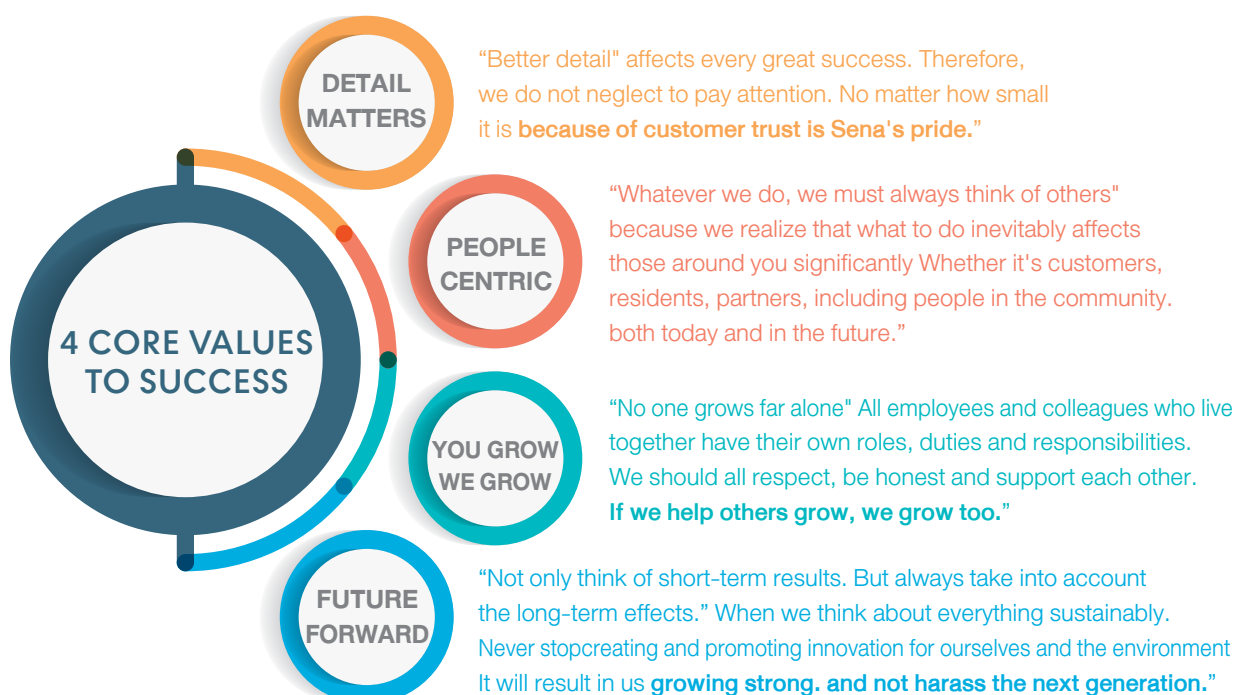 DETAIL
MATTERS
“Better detail" affects every great success. Therefore,
we do not neglect to pay attention. No matter how small
it is because of customer trust is Sena's pride.”
4 CORE VALUES
TO SUCCESS
PEOPLE
CENTRIC
“Whatever we do, we must always think of others"
because we realize that what to do inevitably affects
those around you significantly Whether it's customers,
residents, partners, including people in the community.
both today and in the future.”
YOU GROW
WE GROW
“No one grows far alone" All employees and colleagues who live
together have their own roles, duties and responsibilities.
We should all respect, be honest and support each other.
If we help others grow, we grow too.”
FUTURE
FORWARD
“Not only think of short-term results. But always take into account
the long-term effects.” When we think about everything sustainably.
Never stopcreating and promoting innovation for ourselves and the environment
It will result in us growing strong. and not harass the next generation.”